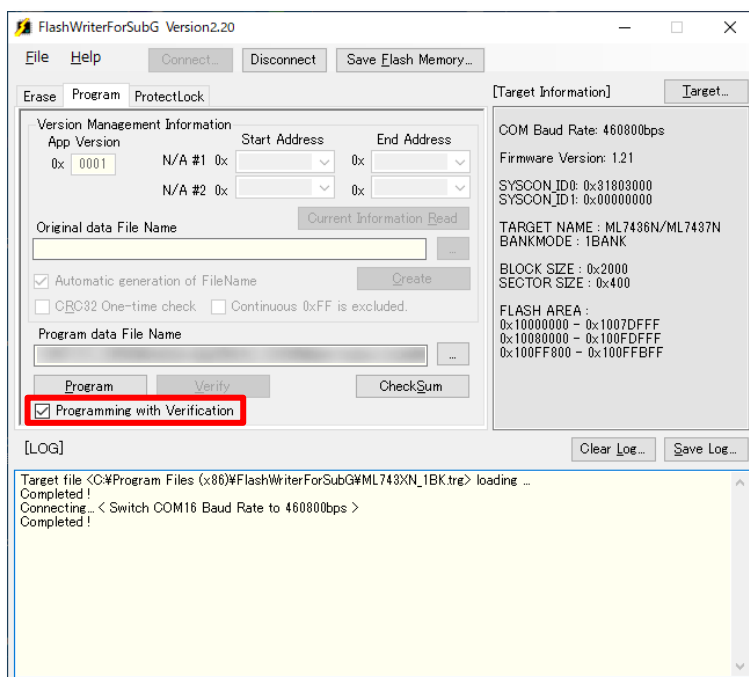 FlashWriterForSubG Version2.20
File Help Connect... Disconnect Save Flash Memory...
Erase Program ProtectLock
Version Management Information
App Version Start Address End Address
0x 0001 N/A #1 0x 0x
N/A #2 0x 0x
Current Information Read
Original data File Name
...
Automatic generation of FileName Create
CRC32 One-time check Continuous 0xFF is excluded.
Program data File Name
...
Program Verify CheckSum
Programming with Verification
[Target Information] Target...
COM Baud Rate: 460800bps
Firmware Version: 1.21
SYSCON_ID0: 0x31803000
SYSCON_ID1: 0x00000000
TARGET NAME : ML7436N/ML7437N
BANKMODE : 1BANK
BLOCK SIZE : 0x2000
SECTOR SIZE : 0x400
FLASH AREA :
0x10000000 - 0x1007DFFF
0x10080000 - 0x100FDFFF
0x100FF800 - 0x100FFBFF
[LOG] Clear Log... Save Log...
Target file <C:¥Program Files (x86)¥FlashWriterForSubG¥ML743XN_1BK.trg> loading ...
Completed !
Connecting... < Switch COM16 Baud Rate to 460800bps >
Completed !